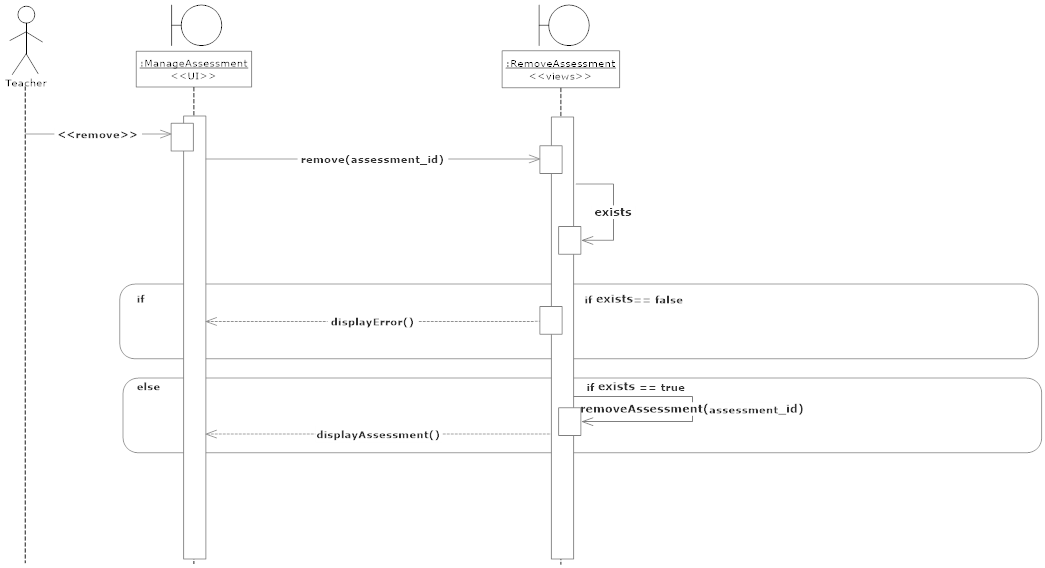 Teacher
:ManageAssessment
<<UI>>
:RemoveAssessment
<<views>>
<<remove>>
remove(assessment_id)
exists
if
if exists== false
displayError()
else
if exists == true
removeAssessment(assessment_id)
displayAssessment()